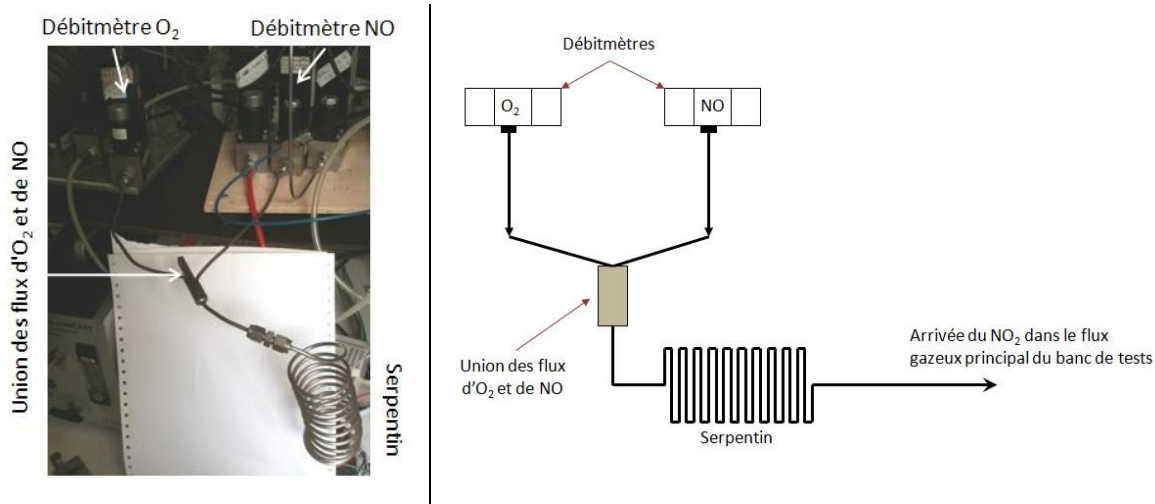 Débitmètre O₂
Débitmètre NO
Union des flux d'O₂ et de NO
Serpentin
Débitmètres
O₂
NO
Union des flux
d'O₂ et de NO
Serpentin
Arrivée du NO₂ dans le flux
gazeux principal du banc de tests